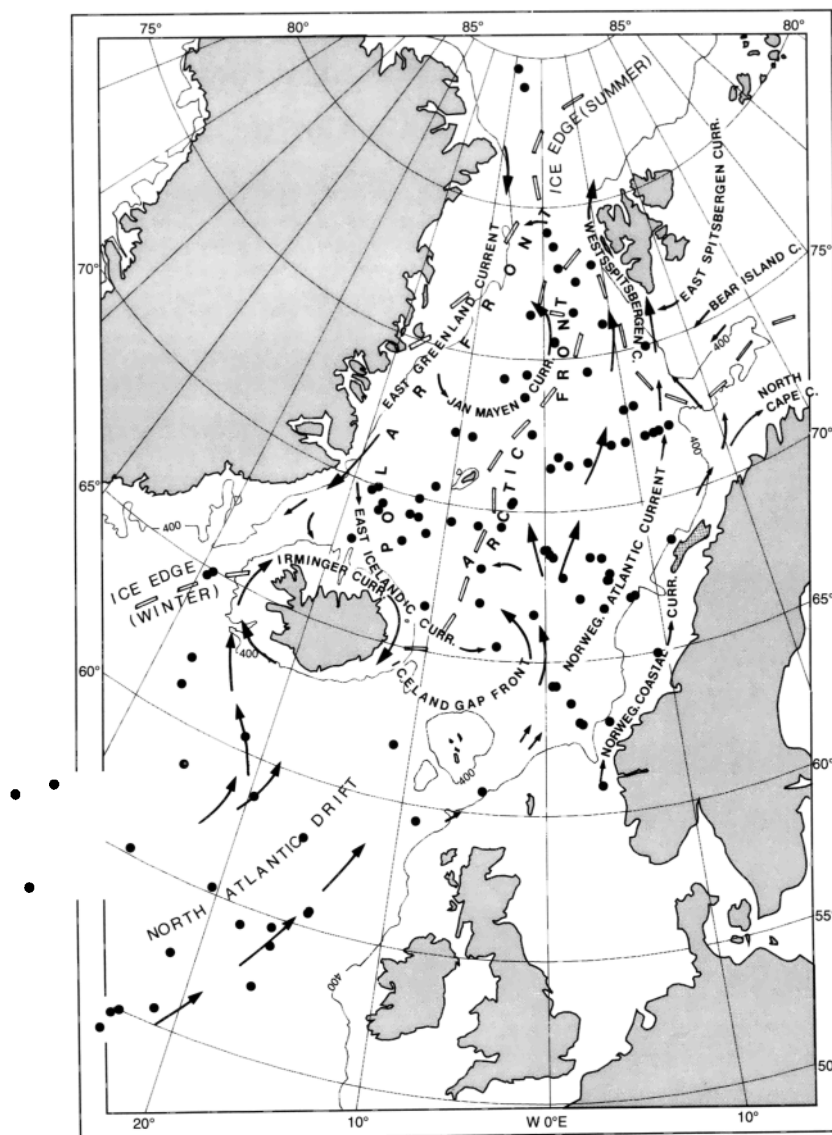 75°
80°
85°
85°
80°
ICE EDGE (SUMMER)
EAST SPITSBERGEN CURR.
WESTSSPITSBERGEN C.
BEAR ISLAND C.
75°
70°
EAST GREENLAND CURRENT
POLAR FRONT
ARCTIC FRONT
JAN MAYEN CURR.
400
NORTH
CAPE C.
70°
65°
400
400
EAST ICELANDIC CURR.
IRMINGER CURR.
ICE EDGE
(WINTER)
NORWEG. ATLANTIC CURRENT
65°
400
ICELAND GAP FRONT
NORWEG. COASTAL CURR.
60°
400
60°
NORTH ATLANTIC DRIFT
55°
400
50°
20°
10°
W 0°E
10°